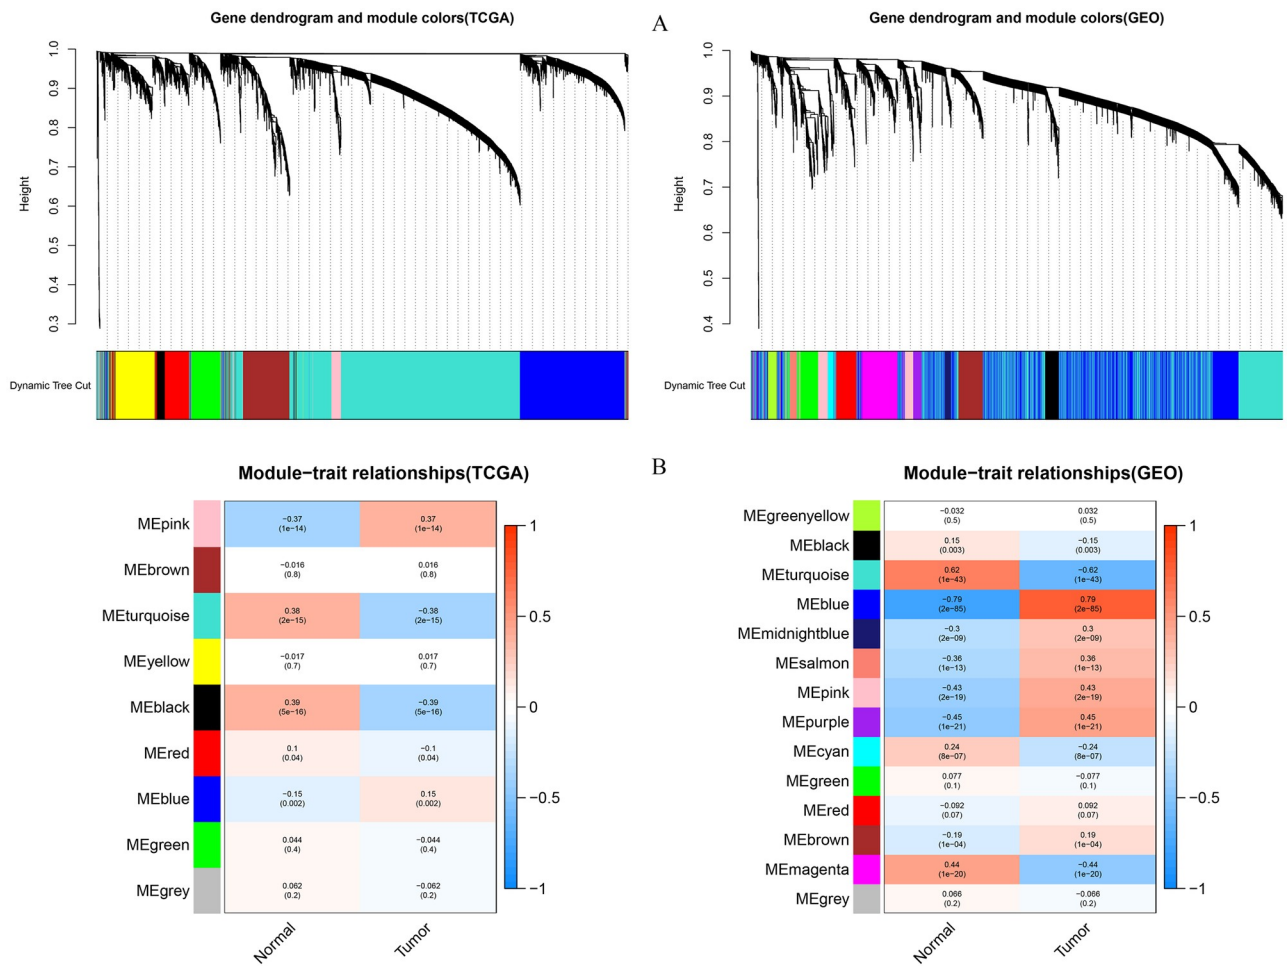 Gene dendrogram and module colors(TCGA)
A
Gene dendrogram and module colors(GEO)
Height
1.0
0.9
0.8
0.7
0.6
0.5
0.4
0.3
Dynamic Tree Cut
Height
1.0
0.9
0.8
0.7
0.6
0.5
0.4
Dynamic Tree Cut
B
Module−trait relationships(TCGA)
MEpink
−0.37
(1e−14)
0.37
(1e−14)
MEbrown
−0.016
(0.8)
0.016
(0.8)
MEturquoise
0.38
(2e−15)
−0.38
(2e−15)
MEyellow
−0.017
(0.7)
0.017
(0.7)
MEblack
0.39
(5e−16)
−0.39
(5e−16)
MEred
0.1
(0.04)
−0.1
(0.04)
MEblue
−0.15
(0.002)
0.15
(0.002)
MEgreen
0.044
(0.4)
−0.044
(0.4)
MEgrey
0.062
(0.2)
−0.062
(0.2)
Normal
Tumor
1
0.5
0
−0.5
−1
Module−trait relationships(GEO)
MEgreenyellow
−0.032
(0.5)
0.032
(0.5)
MEblack
0.15
(0.003)
−0.15
(0.003)
MEturquoise
0.62
(1e−43)
−0.62
(1e−43)
MEblue
−0.79
(2e−85)
0.79
(2e−85)
MEmidnightblue
−0.3
(2e−09)
0.3
(2e−09)
MEsalmon
−0.36
(1e−13)
0.36
(1e−13)
MEpink
−0.43
(2e−19)
0.43
(2e−19)
MEpurple
−0.45
(1e−21)
0.45
(1e−21)
MEcyan
0.24
(8e−07)
−0.24
(8e−07)
MEgreen
0.077
(0.1)
−0.077
(0.1)
MEred
−0.092
(0.07)
0.092
(0.07)
MEbrown
−0.19
(1e−04)
0.19
(1e−04)
MEmagenta
0.44
(1e−20)
−0.44
(1e−20)
MEgrey
0.066
(0.2)
−0.066
(0.2)
Normal
Tumor
1
0.5
0
−0.5
−1